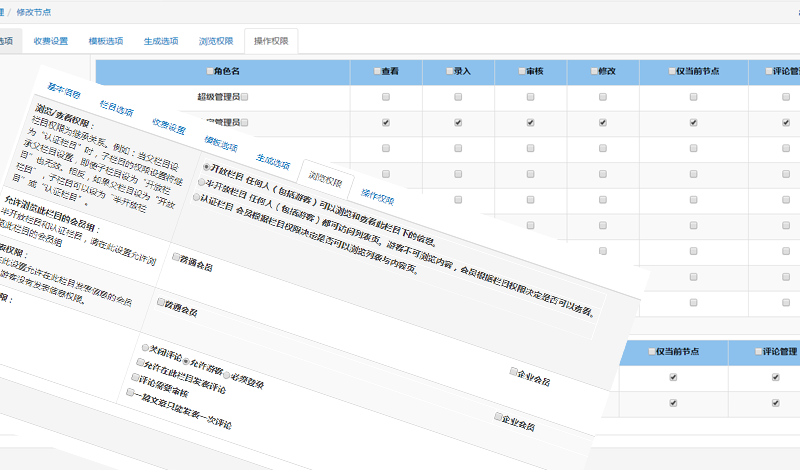 理 / 修改节点
选项 收费设置 模板选项 生成选项 浏览权限 操作权限
角色名 查看 录入 审核 修改 仅当前节点 评论管理
超级管理员
管理员
仅当前节点 评论管理
基本信息 栏目选项 收费设置 模板选项 生成选项 浏览权限 操作权限
浏览/查看权限：
栏目权限为继承关系。例如：当父栏目设
为“认证栏目”时，子栏目的权限设置将继
承父栏目设置，即使子栏目设为“开放栏
目”也无效。相反，如果父栏目设为“开放
栏目”，子栏目可以设为“半开放栏
目”或“认证栏目”。
开放栏目 任何人（包括游客）可以浏览和查看此栏目下的信息。
半开放栏目 任何人（包括游客）都可访问列表页。游客不可浏览内容，会员根据栏目权限决定是否可以查看。
认证栏目 会员根据栏目权限决定是否可以浏览列表与内容页。
允许浏览此栏目的会员组：
半开放栏目和认证栏目，请在此设置允许浏
览此栏目的会员组
普通会员
企业会员
权限：
此设置允许在此栏目发表信息的会员
游客没有发表信息权限。
普通会员
企业会员
限：
关闭评论 允许游客 必须登录
允许在此栏目发表评论
评论需要审核
一篇文章只能发表一次评论